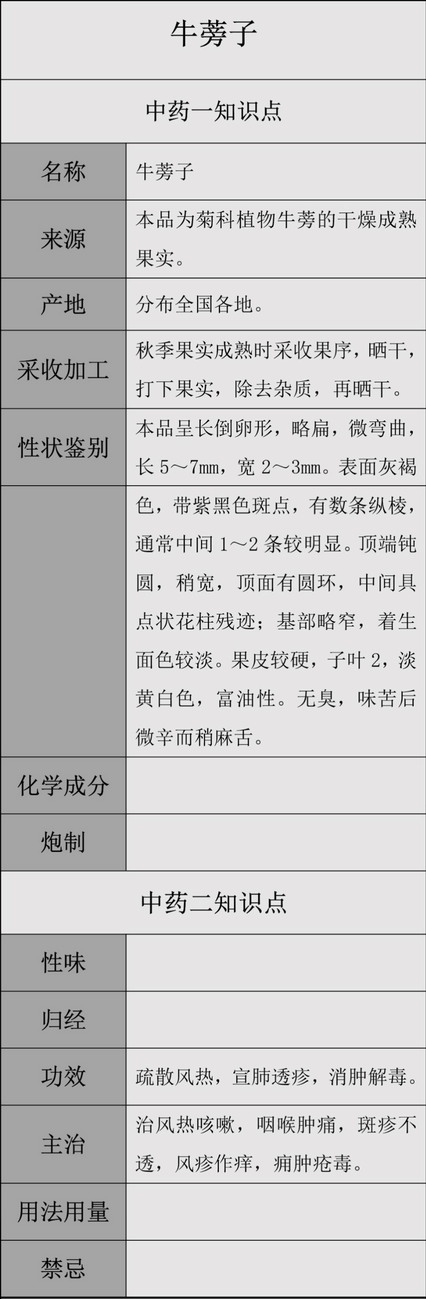 牛蒡子
中药一知识点
名称
牛蒡子
来源
本品为菊科植物牛蒡的干燥成熟
果实。
产地
分布全国各地。
采收加工
秋季果实成熟时采收果序，晒干，
打下果实，除去杂质，再晒干。
性状鉴别
本品呈长倒卵形，略扁，微弯曲，
长 5～7mm，宽 2～3mm。表面灰褐
色，带紫黑色斑点，有数条纵棱，
通常中间 1～2 条较明显。顶端钝
圆，稍宽，顶面有圆环，中间具
点状花柱残迹；基部略窄，着生
面色较淡。果皮较硬，子叶 2，淡
黄白色，富油性。无臭，味苦后
微辛而稍麻舌。
化学成分
炮制
中药二知识点
性味
归经
功效
疏散风热，宣肺透疹，消肿解毒。
主治
治风热咳嗽，咽喉肿痛，斑疹不
透，风疹作痒，痈肿疮毒。
用法用量
禁忌